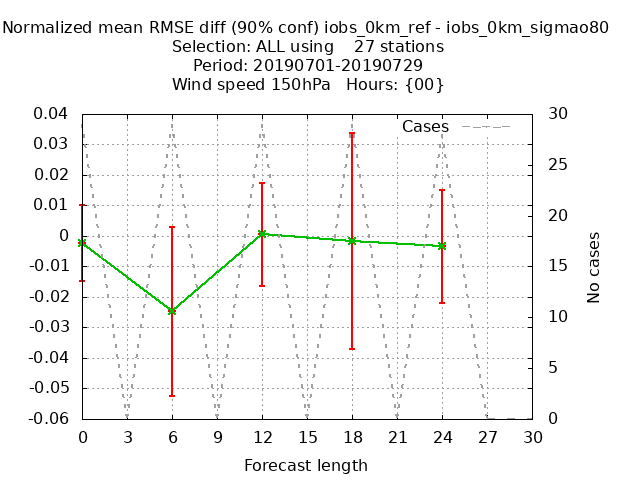 Normalized mean RMSE diff (90% conf) iobs_0km_ref - iobs_0km_sigmao80
Selection: ALL using 27 stations
Period: 20190701-20190729
Wind speed 150hPa Hours: {00}
Cases
0.04
0.03
0.02
0.01
0
-0.01
-0.02
-0.03
-0.04
-0.05
-0.06
30
25
20
15
10
5
0
No cases
0 3 6 9 12 15 18 21 24 27 30
Forecast length